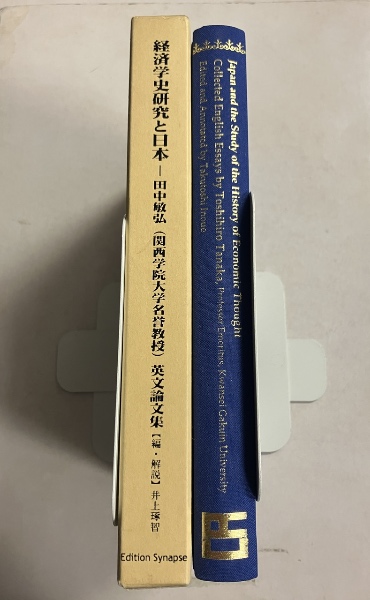 経済学史研究と日本―田中敏弘(関西学院大学名誉教授)英文論文集【編・解説】井上琢智
Edition Synapse
Japan and the Study of the History of Economic Thought
Collected English Essays by Toshihiro Tanaka, Professor Emeritus, Kwansei Gakuin University
Edited and Annotated by Takutoshi Inoue